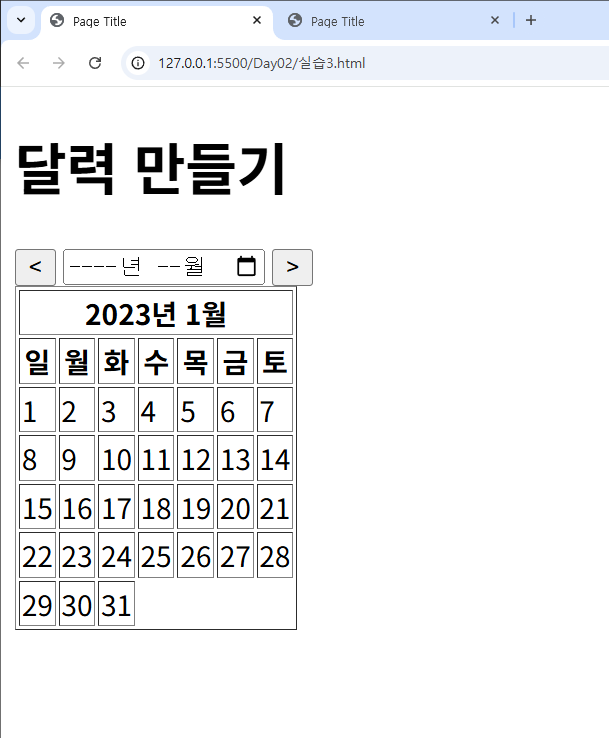 Page Title
Page Title
127.0.0.1:5500/Day02/실습3.html
달력 만들기
< ----년 --월 >
2023년 1월
일 월 화 수 목 금 토
1 2 3 4 5 6 7
8 9 10 11 12 13 14
15 16 17 18 19 20 21
22 23 24 25 26 27 28
29 30 31